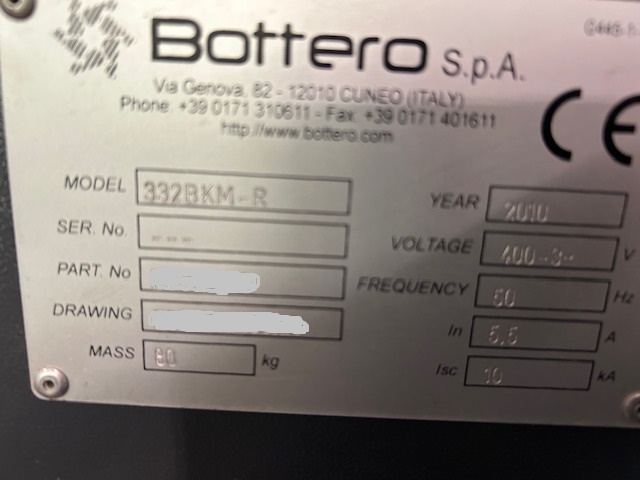 Bottero S.p.A.
Via Genova, 82 - 12010 CUNEO (ITALY)
Phone: +39 0171 310611 - Fax: +39 0171 401611
http://www.bottero.com
CE
MODEL 332BKM-R
YEAR 2010
SER. No. ---
VOLTAGE 400-3~ V
PART. No
FREQUENCY Hz
DRAWING
In 5,5 A
MASS kg
Isc 10 kA